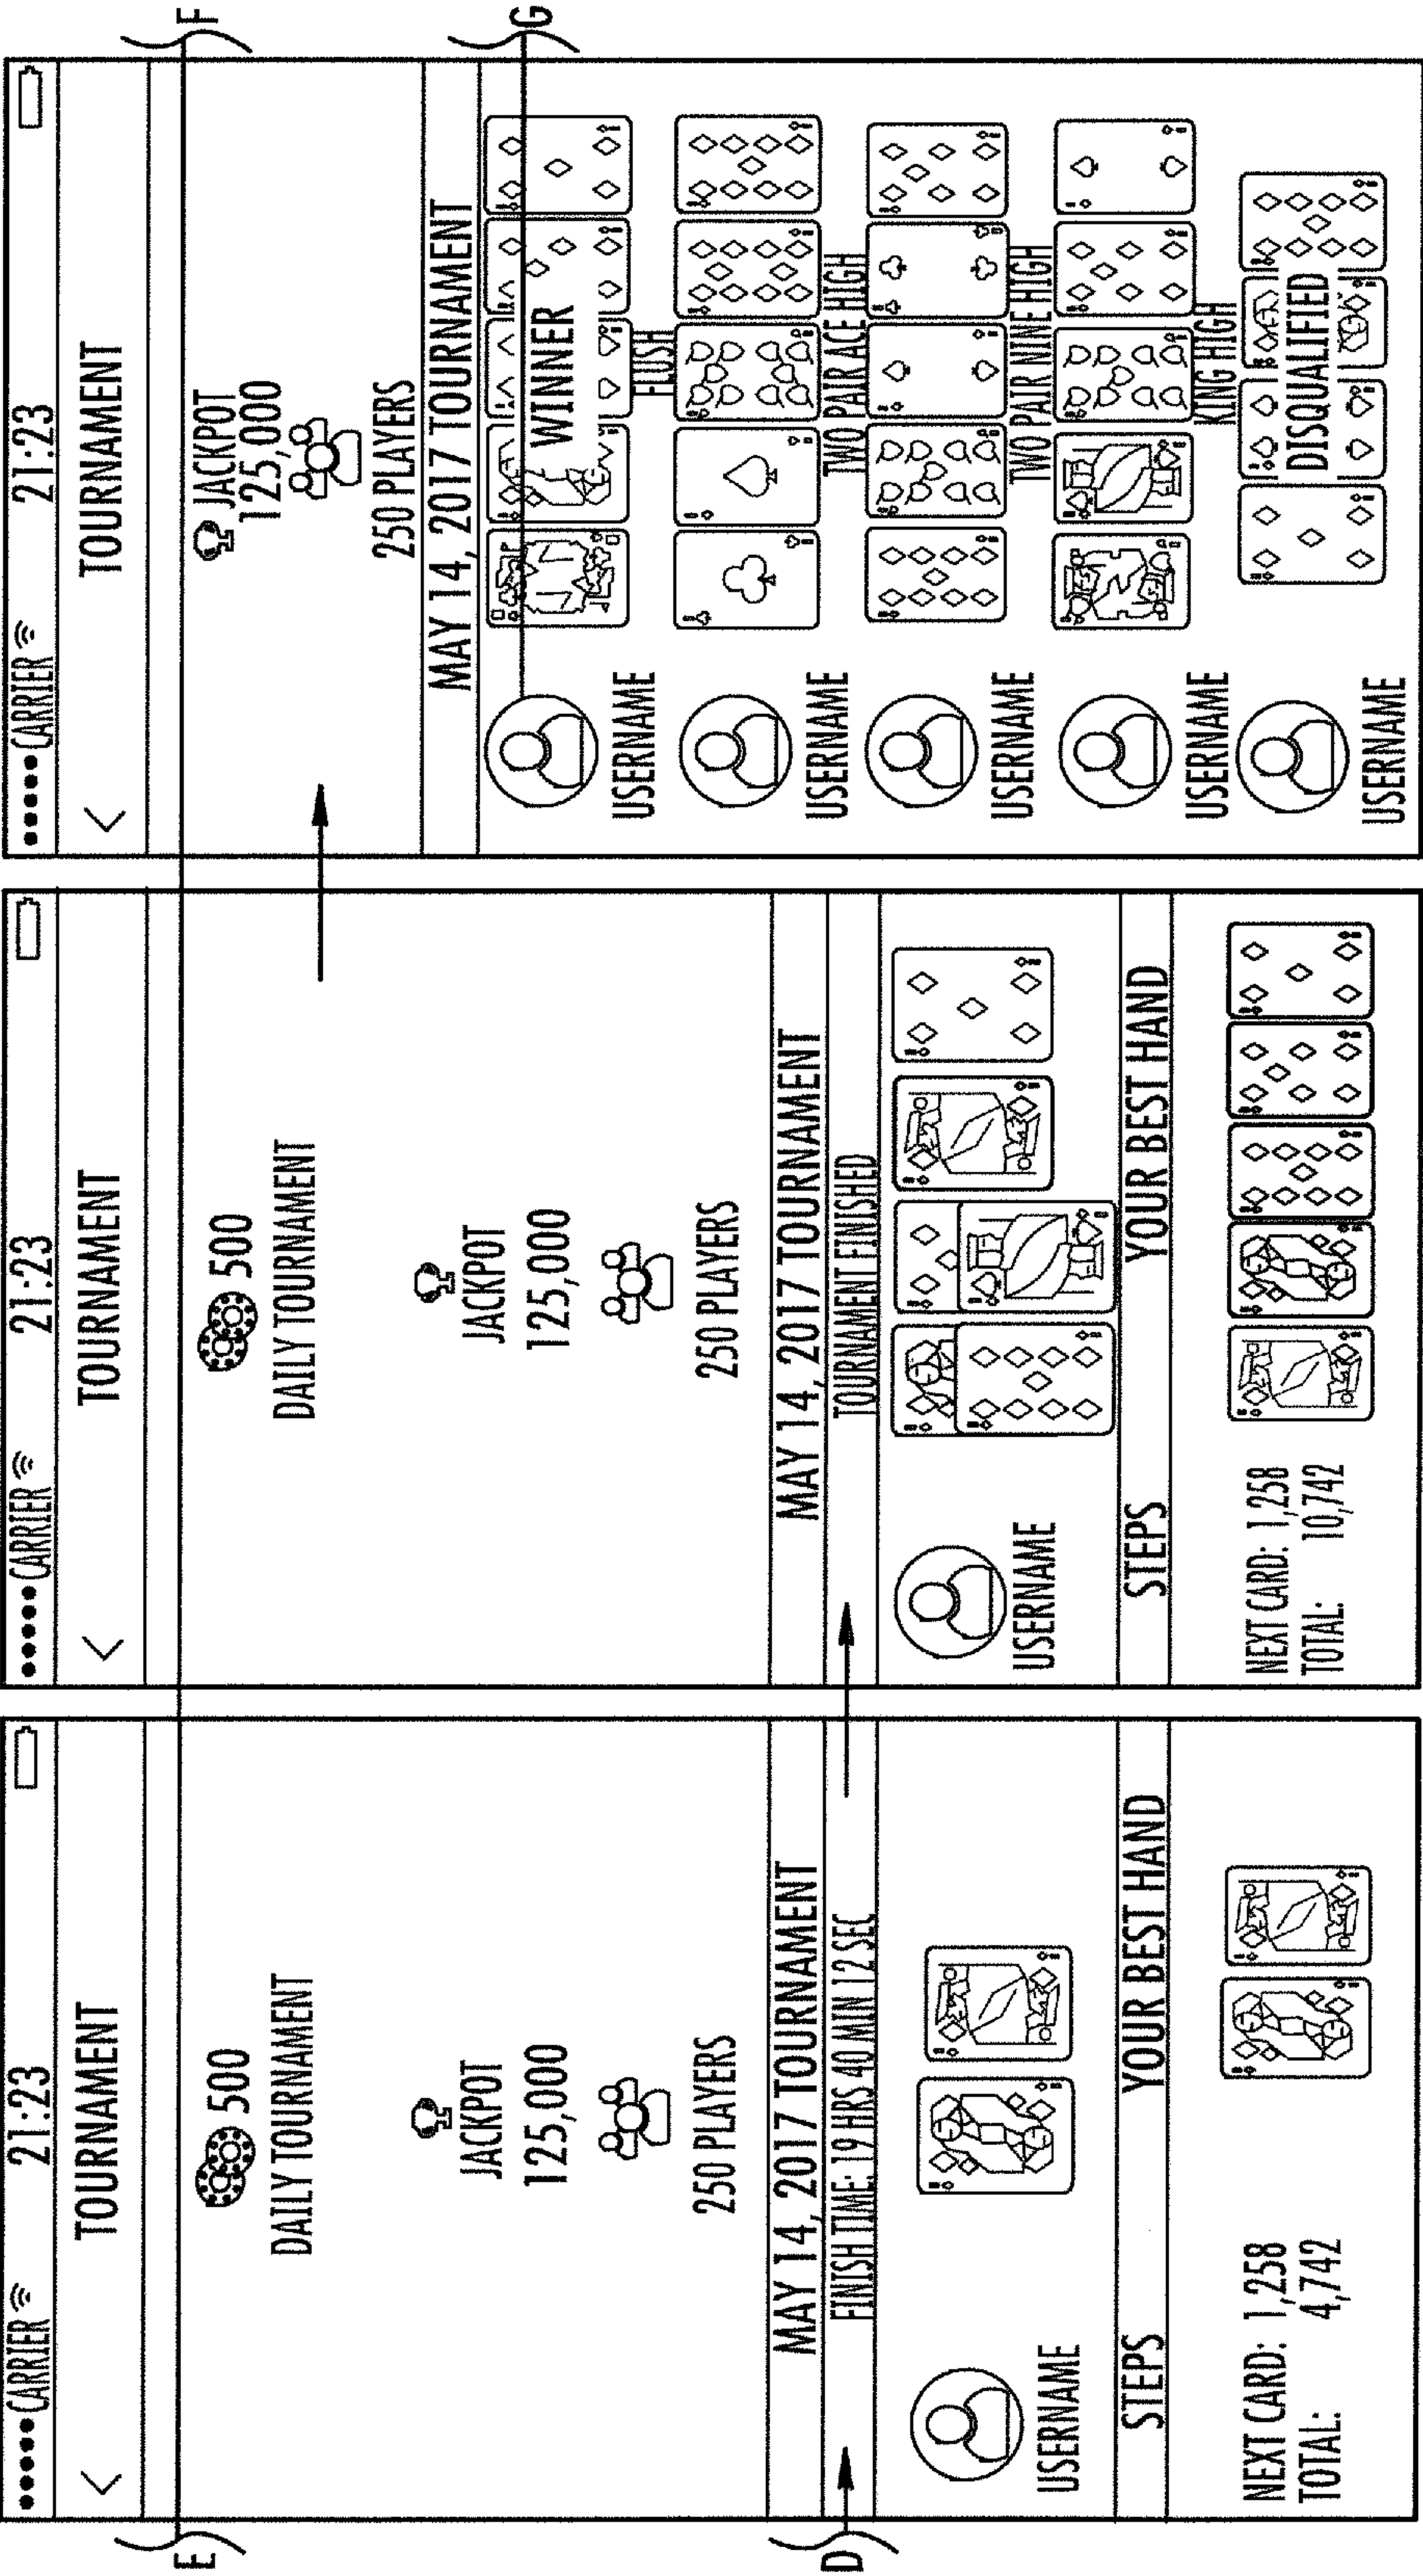 E
D
●●●●● CARRIER 21:23
< TOURNAMENT
500
DAILY TOURNAMENT
JACKPOT
125,000
250 PLAYERS
MAY 14, 2017 TOURNAMENT
FINISH TIME: 19 HRS 40 MIN 12 SEC
USERNAME
STEPS YOUR BEST HAND
NEXT CARD: 1,258
TOTAL: 4,742
●●●●● CARRIER 21:23
< TOURNAMENT
500
DAILY TOURNAMENT
JACKPOT
125,000
250 PLAYERS
MAY 14, 2017 TOURNAMENT
TOURNAMENT FINISHED
USERNAME
STEPS YOUR BEST HAND
NEXT CARD: 1,258
TOTAL: 10,742
●●●●● CARRIER 21:23
< TOURNAMENT
JACKPOT
125,000
250 PLAYERS
MAY 14, 2017 TOURNAMENT
WINNER
USERNAME
FLUSH
USERNAME
TWO PAIR ACE HIGH
USERNAME
TWO PAIR NINE HIGH
USERNAME
KING HIGH
DISQUALIFIED
USERNAME
F
G